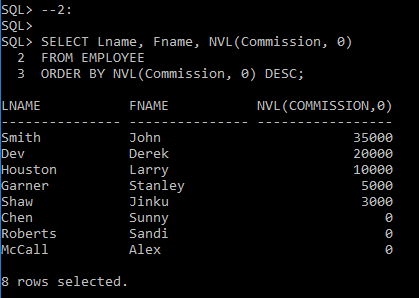 SQL> --2:
SQL>
SQL> SELECT Lname, Fname, NVL(Commission, 0)
  2  FROM EMPLOYEE
  3  ORDER BY NVL(Commission, 0) DESC;

LNAME           FNAME           NVL(COMMISSION,0)
--------------- --------------- -----------------
Smith           John                        35000
Dev             Derek                       20000
Houston         Larry                       10000
Garner          Stanley                      5000
Shaw            Jinku                        3000
Chen            Sunny                           0
Roberts         Sandi                           0
McCall          Alex                            0

8 rows selected.